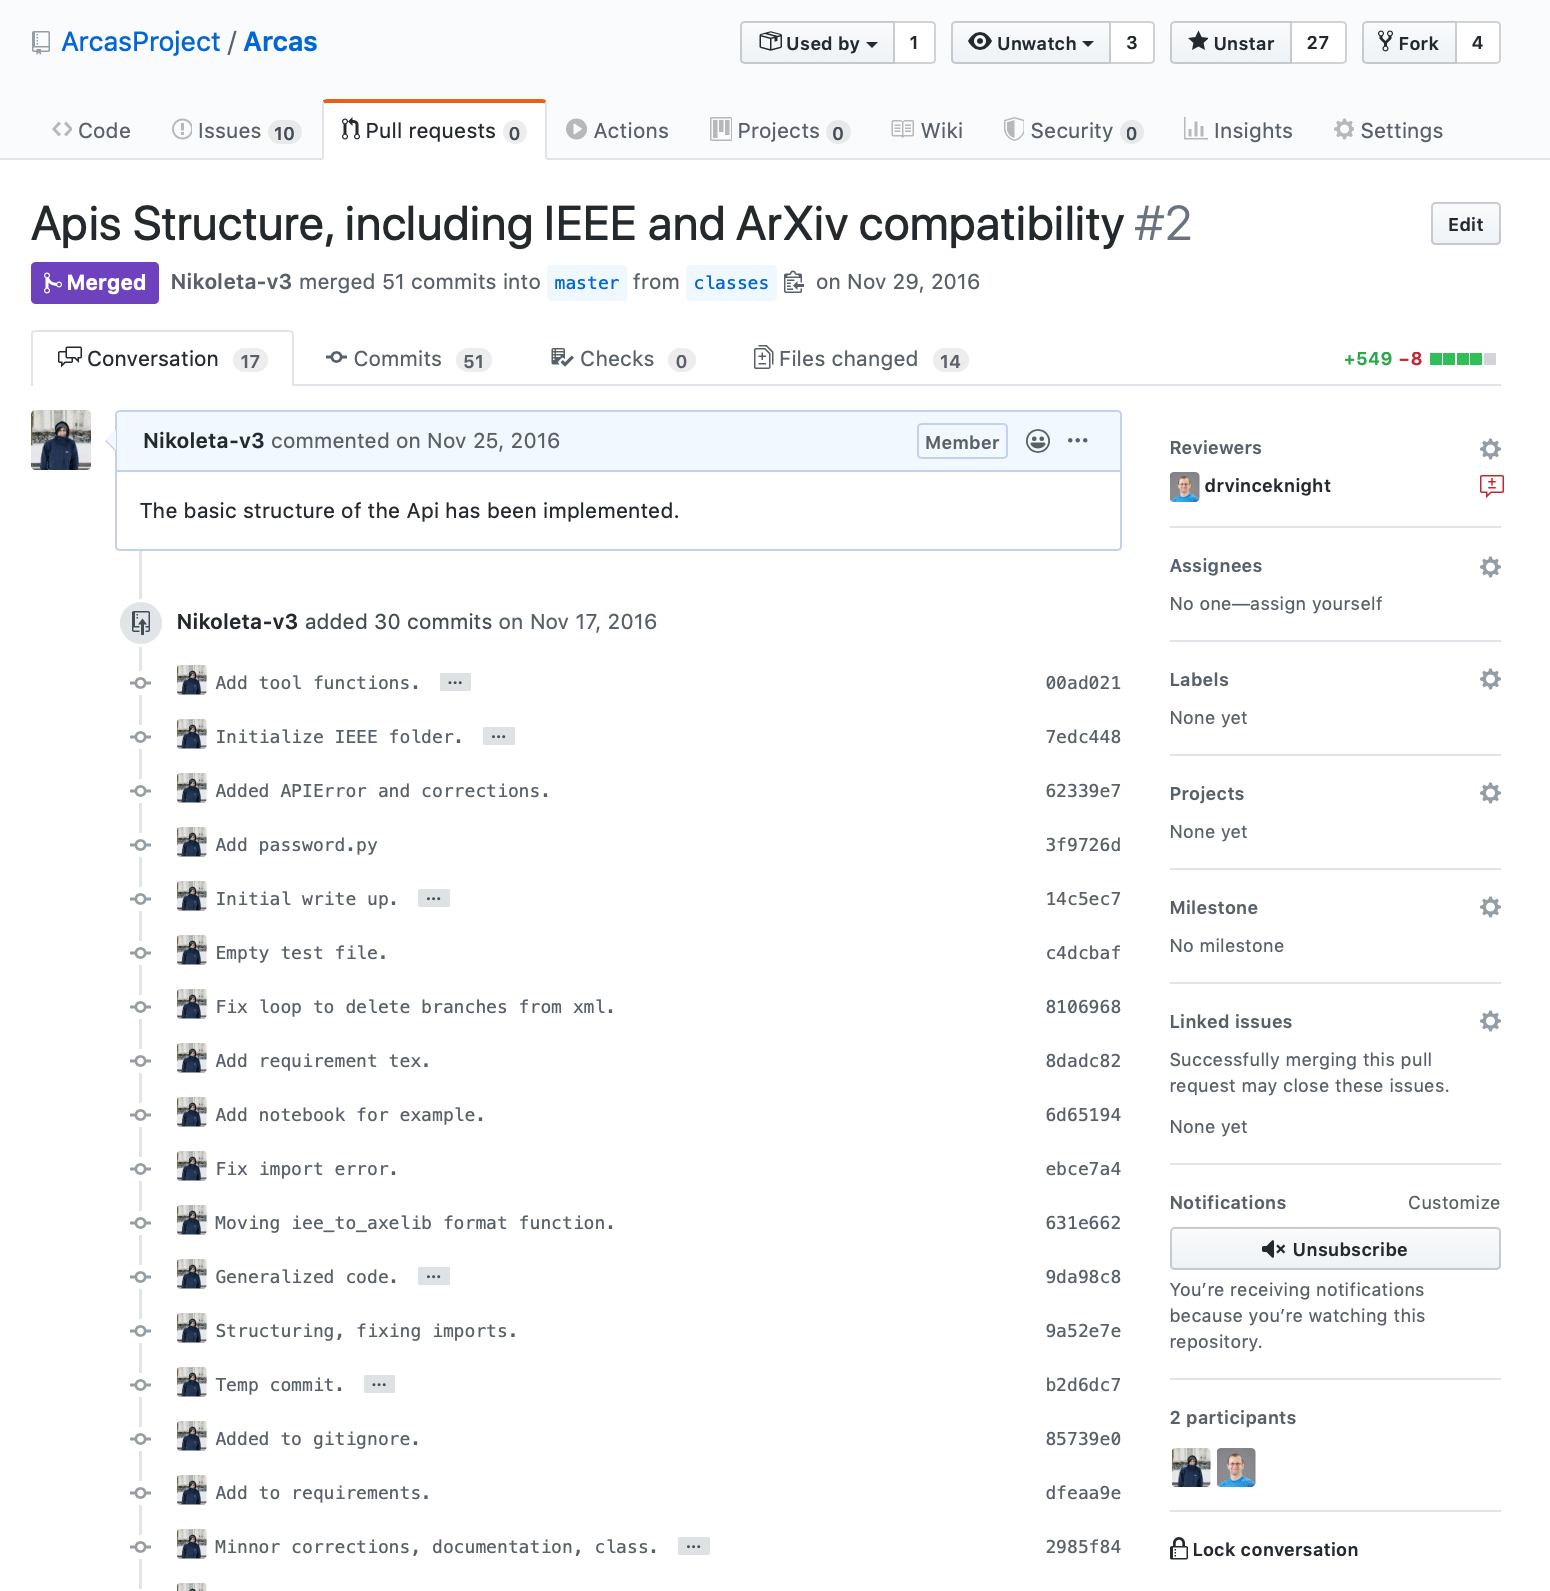 ArcasProject / Arcas
Used by 1
Unwatch 3
Unstar 27
Fork 4
Code
Issues 10
Pull requests 0
Actions
Projects 0
Wiki
Security 0
Insights
Settings
Apis Structure, including IEEE and ArXiv compatibility #2
Edit
Merged Nikoleta-v3 merged 51 commits into master from classes on Nov 29, 2016
Conversation 17
Commits 51
Checks 0
Files changed 14
+549 −8
Nikoleta-v3 commented on Nov 25, 2016
Member
The basic structure of the Api has been implemented.
Nikoleta-v3 added 30 commits on Nov 17, 2016
Add tool functions. … 00ad021
Initialize IEEE folder. … 7edc448
Added APIError and corrections. 62339e7
Add password.py 3f9726d
Initial write up. … 14c5ec7
Empty test file. c4dcbaf
Fix loop to delete branches from xml. 8106968
Add requirement tex. 8dadc82
Add notebook for example. 6d65194
Fix import error. ebce7a4
Moving iee_to_axelib format function. 631e662
Generalized code. … 9da98c8
Structuring, fixing imports. 9a52e7e
Temp commit. … b2d6dc7
Added to gitignore. 85739e0
Add to requirements. dfeaa9e
Minnor corrections, documentation, class. … 2985f84
Reviewers
drvinceknight
Assignees
No one—assign yourself
Labels
None yet
Projects
None yet
Milestone
No milestone
Linked issues
Successfully merging this pull
request may close these issues.
None yet
Notifications
Customize
Unsubscribe
You're receiving notifications
because you're watching this
repository.
2 participants
Lock conversation